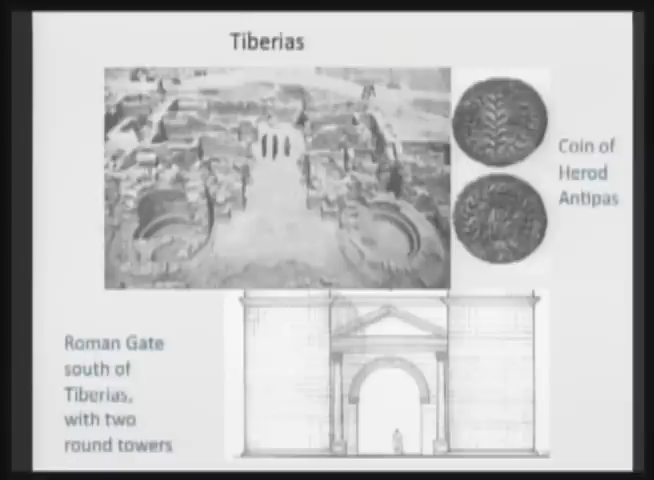 Tiberias
Coin of
Herod
Antipas
Roman Gate
south of
Tiberias,
with two
round towers